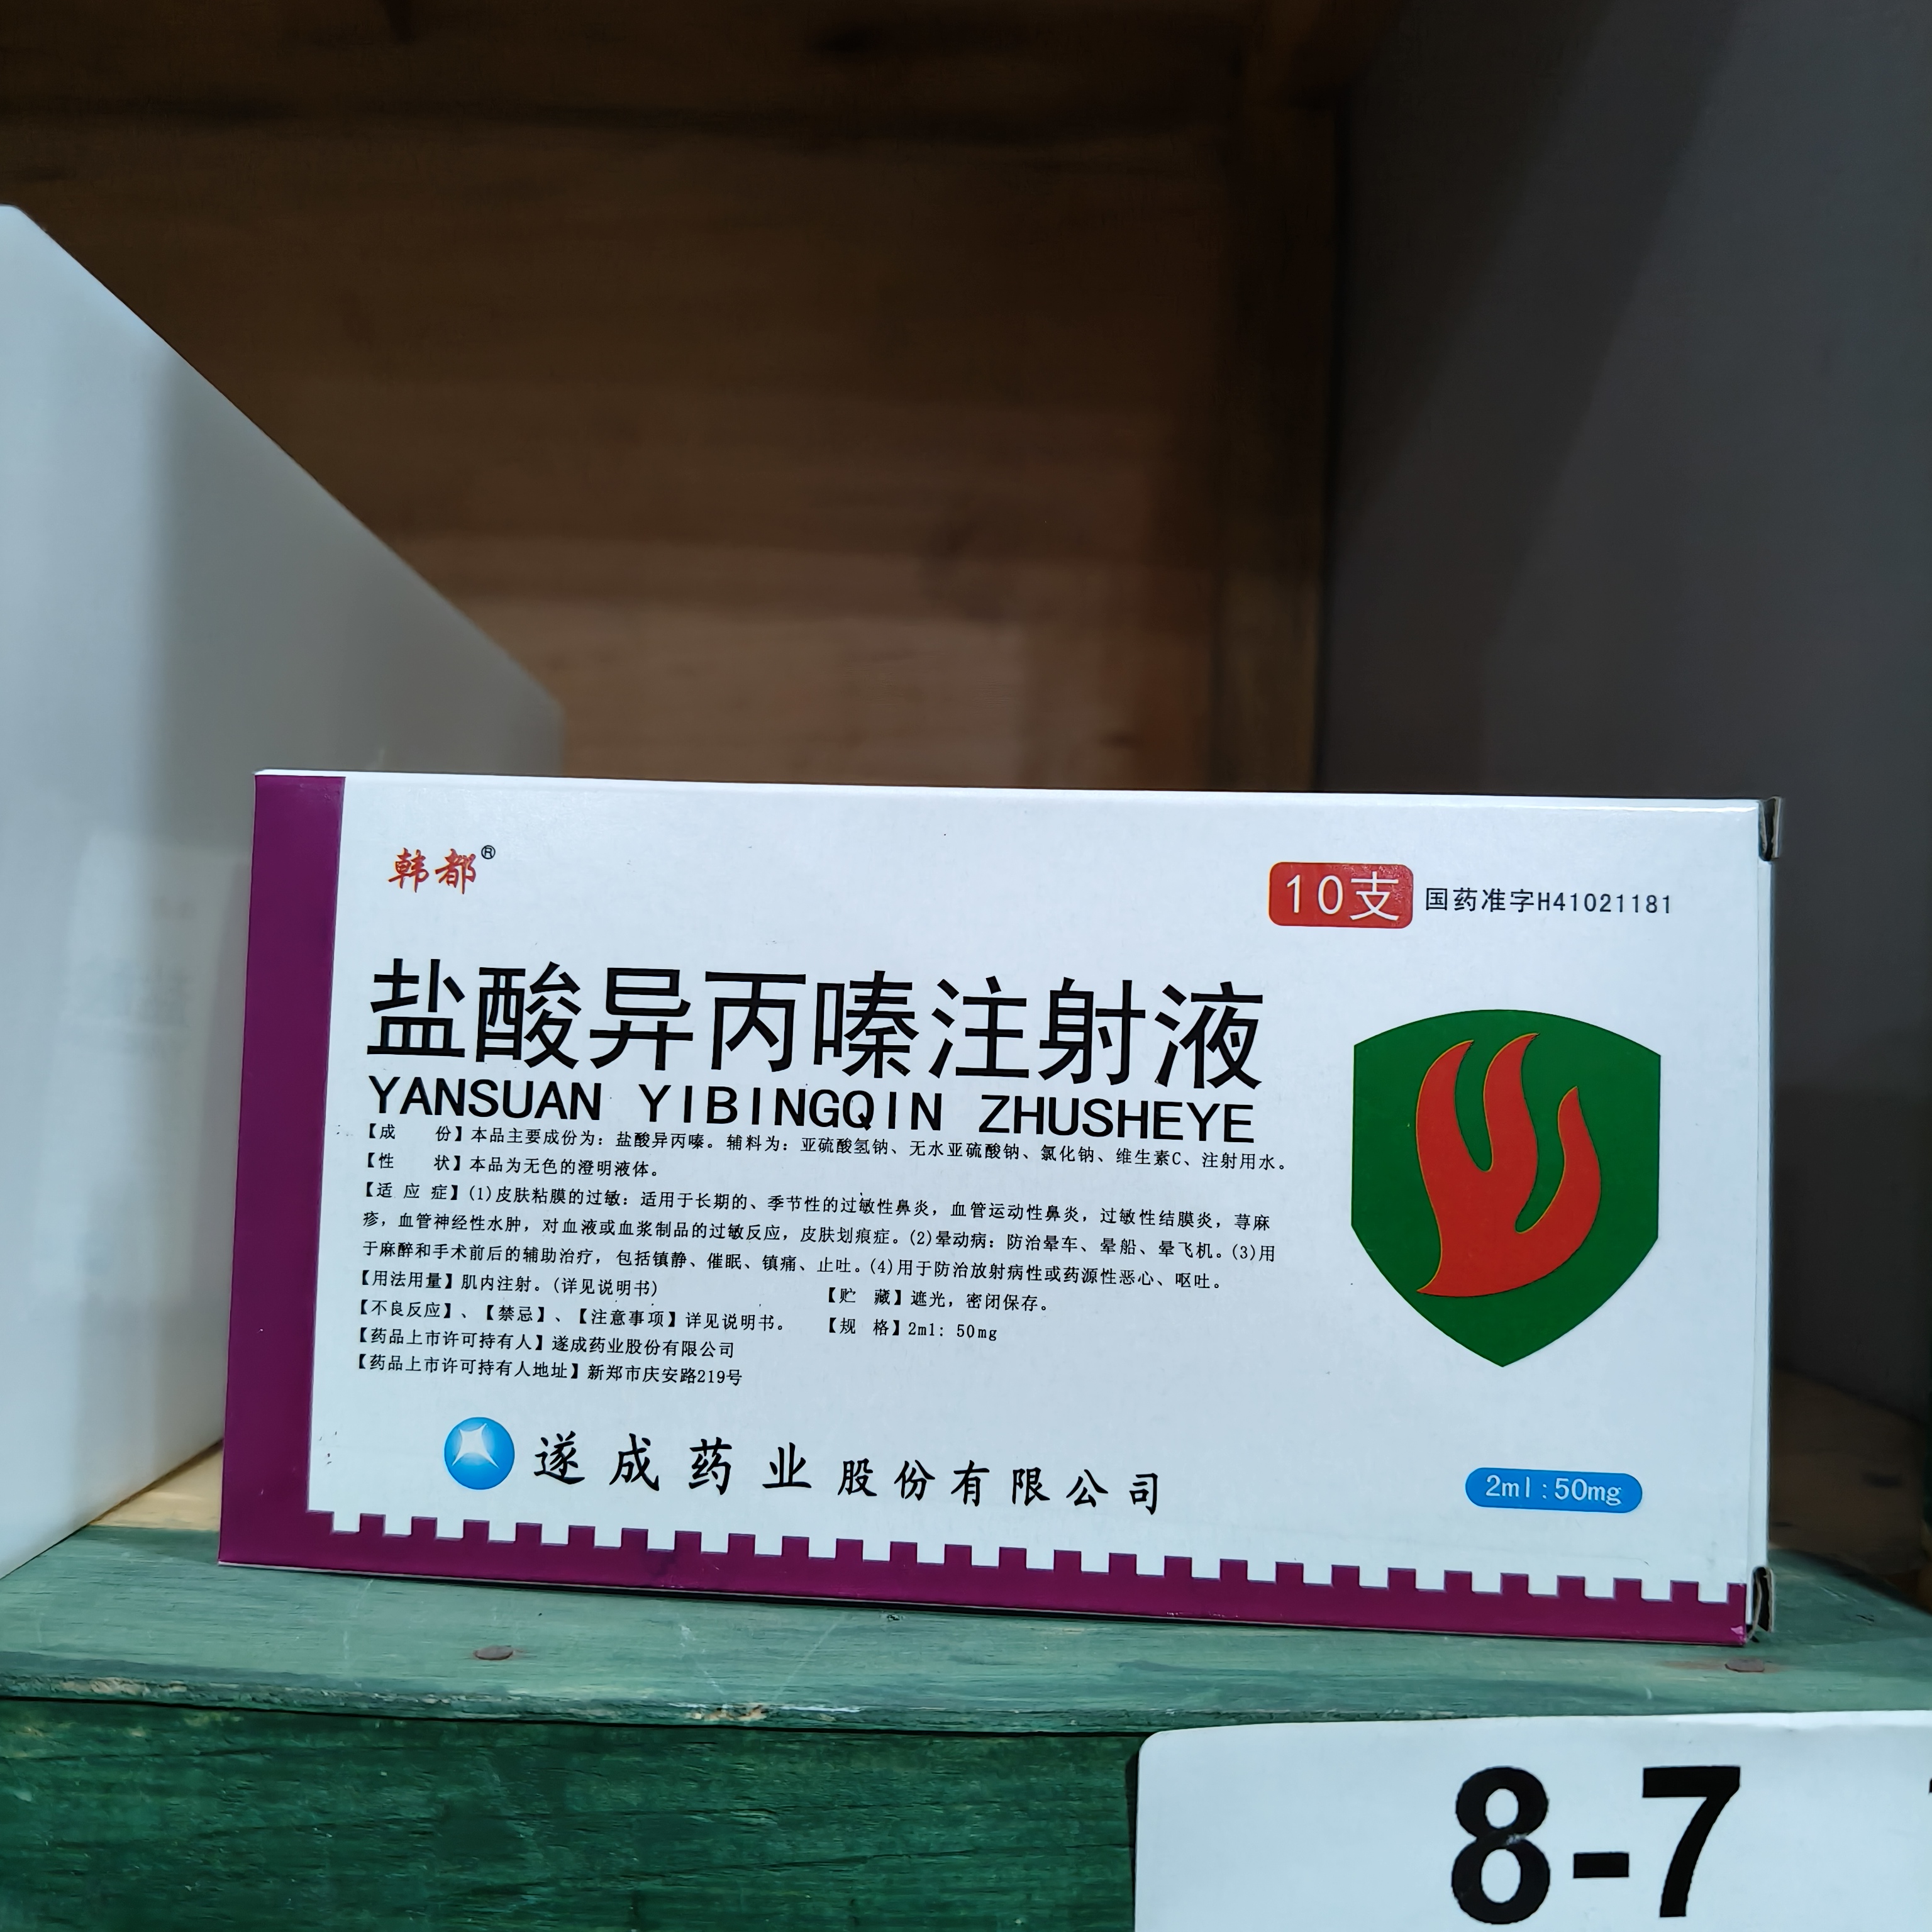 韩都®
10支 国药准字H41021181
盐酸异丙嗪注射液
YANSUAN YIBINGQIN ZHUSHEYE
【成 份】本品主要成份为：盐酸异丙嗪。辅料为：亚硫酸氢钠、无水亚硫酸钠、氯化钠、维生素C、注射用水。
【性 状】本品为无色的澄明液体。
【适 应 症】(1)皮肤粘膜的过敏：适用于长期的、季节性的过敏性鼻炎，血管运动性鼻炎，过敏性结膜炎，荨麻
疹，血管神经性水肿，对血液或血浆制品的过敏反应，皮肤划痕症。(2)晕动病：防治晕车、晕船、晕飞机。(3)用
于麻醉和手术前后的辅助治疗，包括镇静、催眠、镇痛、止吐。(4)用于防治放射病性或药源性恶心、呕吐。
【用法用量】肌内注射。(详见说明书) 【贮 藏】遮光，密闭保存。
【不良反应】、【禁忌】、【注意事项】详见说明书。 【规 格】2ml: 50mg
【药品上市许可持有人】遂成药业股份有限公司
【药品上市许可持有人地址】新郑市庆安路219号
遂成药业股份有限公司
2ml:50mg
8-7